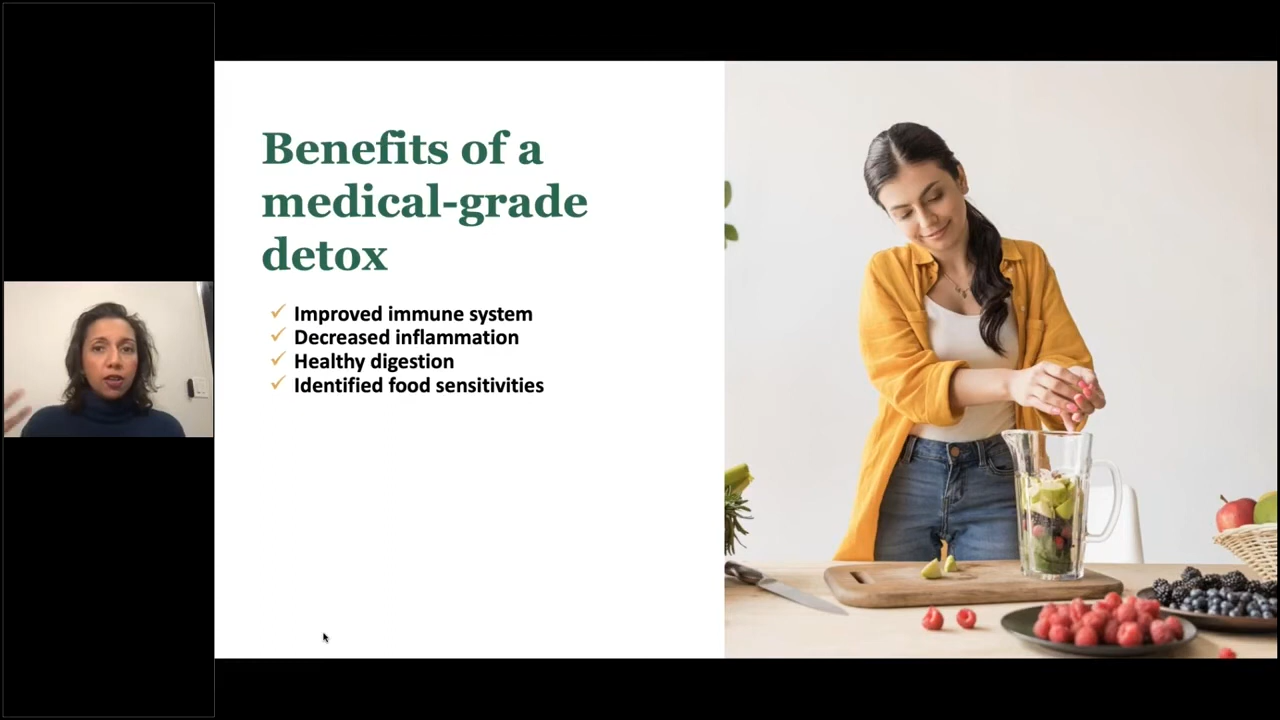 Benefits of a
medical-grade
detox
Improved immune system
Decreased inflammation
Healthy digestion
Identified food sensitivities